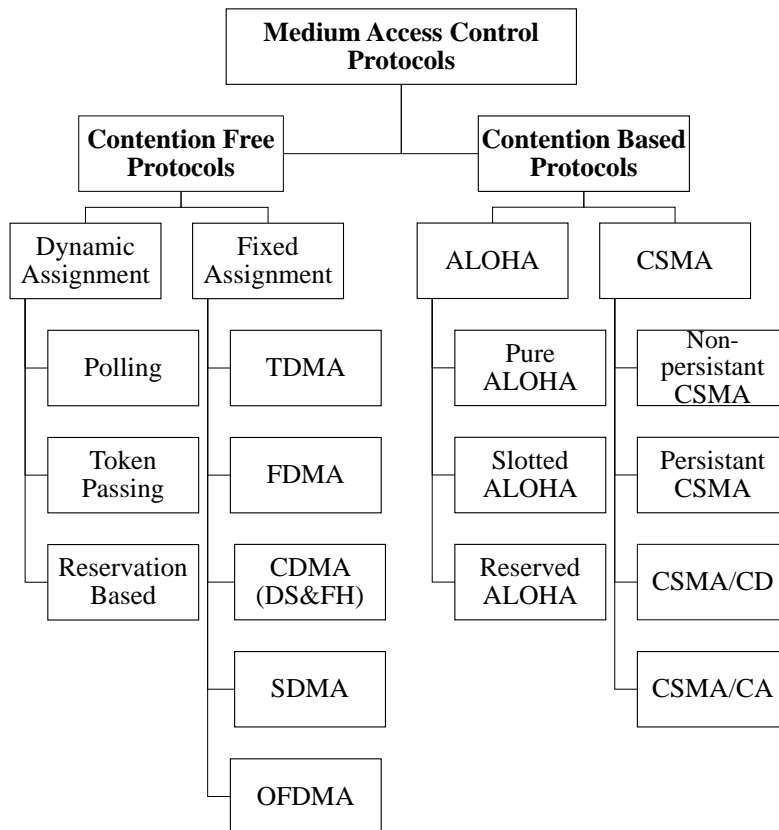 Medium Access Control
Protocols
Contention Free
Protocols
Contention Based
Protocols
Dynamic
Assignment
Fixed
Assignment
ALOHA
CSMA
Polling
TDMA
Pure
ALOHA
Non-
persistant
CSMA
Token
Passing
FDMA
Slotted
ALOHA
Persistant
CSMA
Reservation
Based
CDMA
(DS&FH)
Reserved
ALOHA
CSMA/CD
SDMA
CSMA/CA
OFDMA